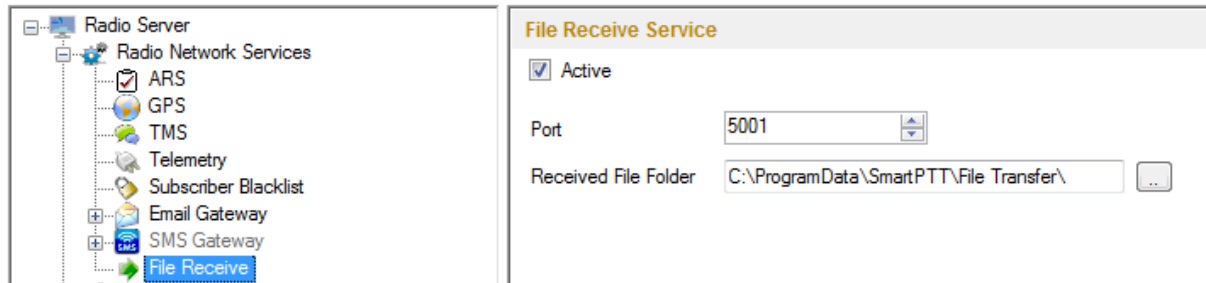 Radio Server
Radio Network Services
ARS
GPS
TMS
Telemetry
Subscriber Blacklist
Email Gateway
SMS SMS Gateway
File Receive
File Receive Service
Active
Port 5001
Received File Folder C:\ProgramData\SmartPTT\File Transfer\ ..